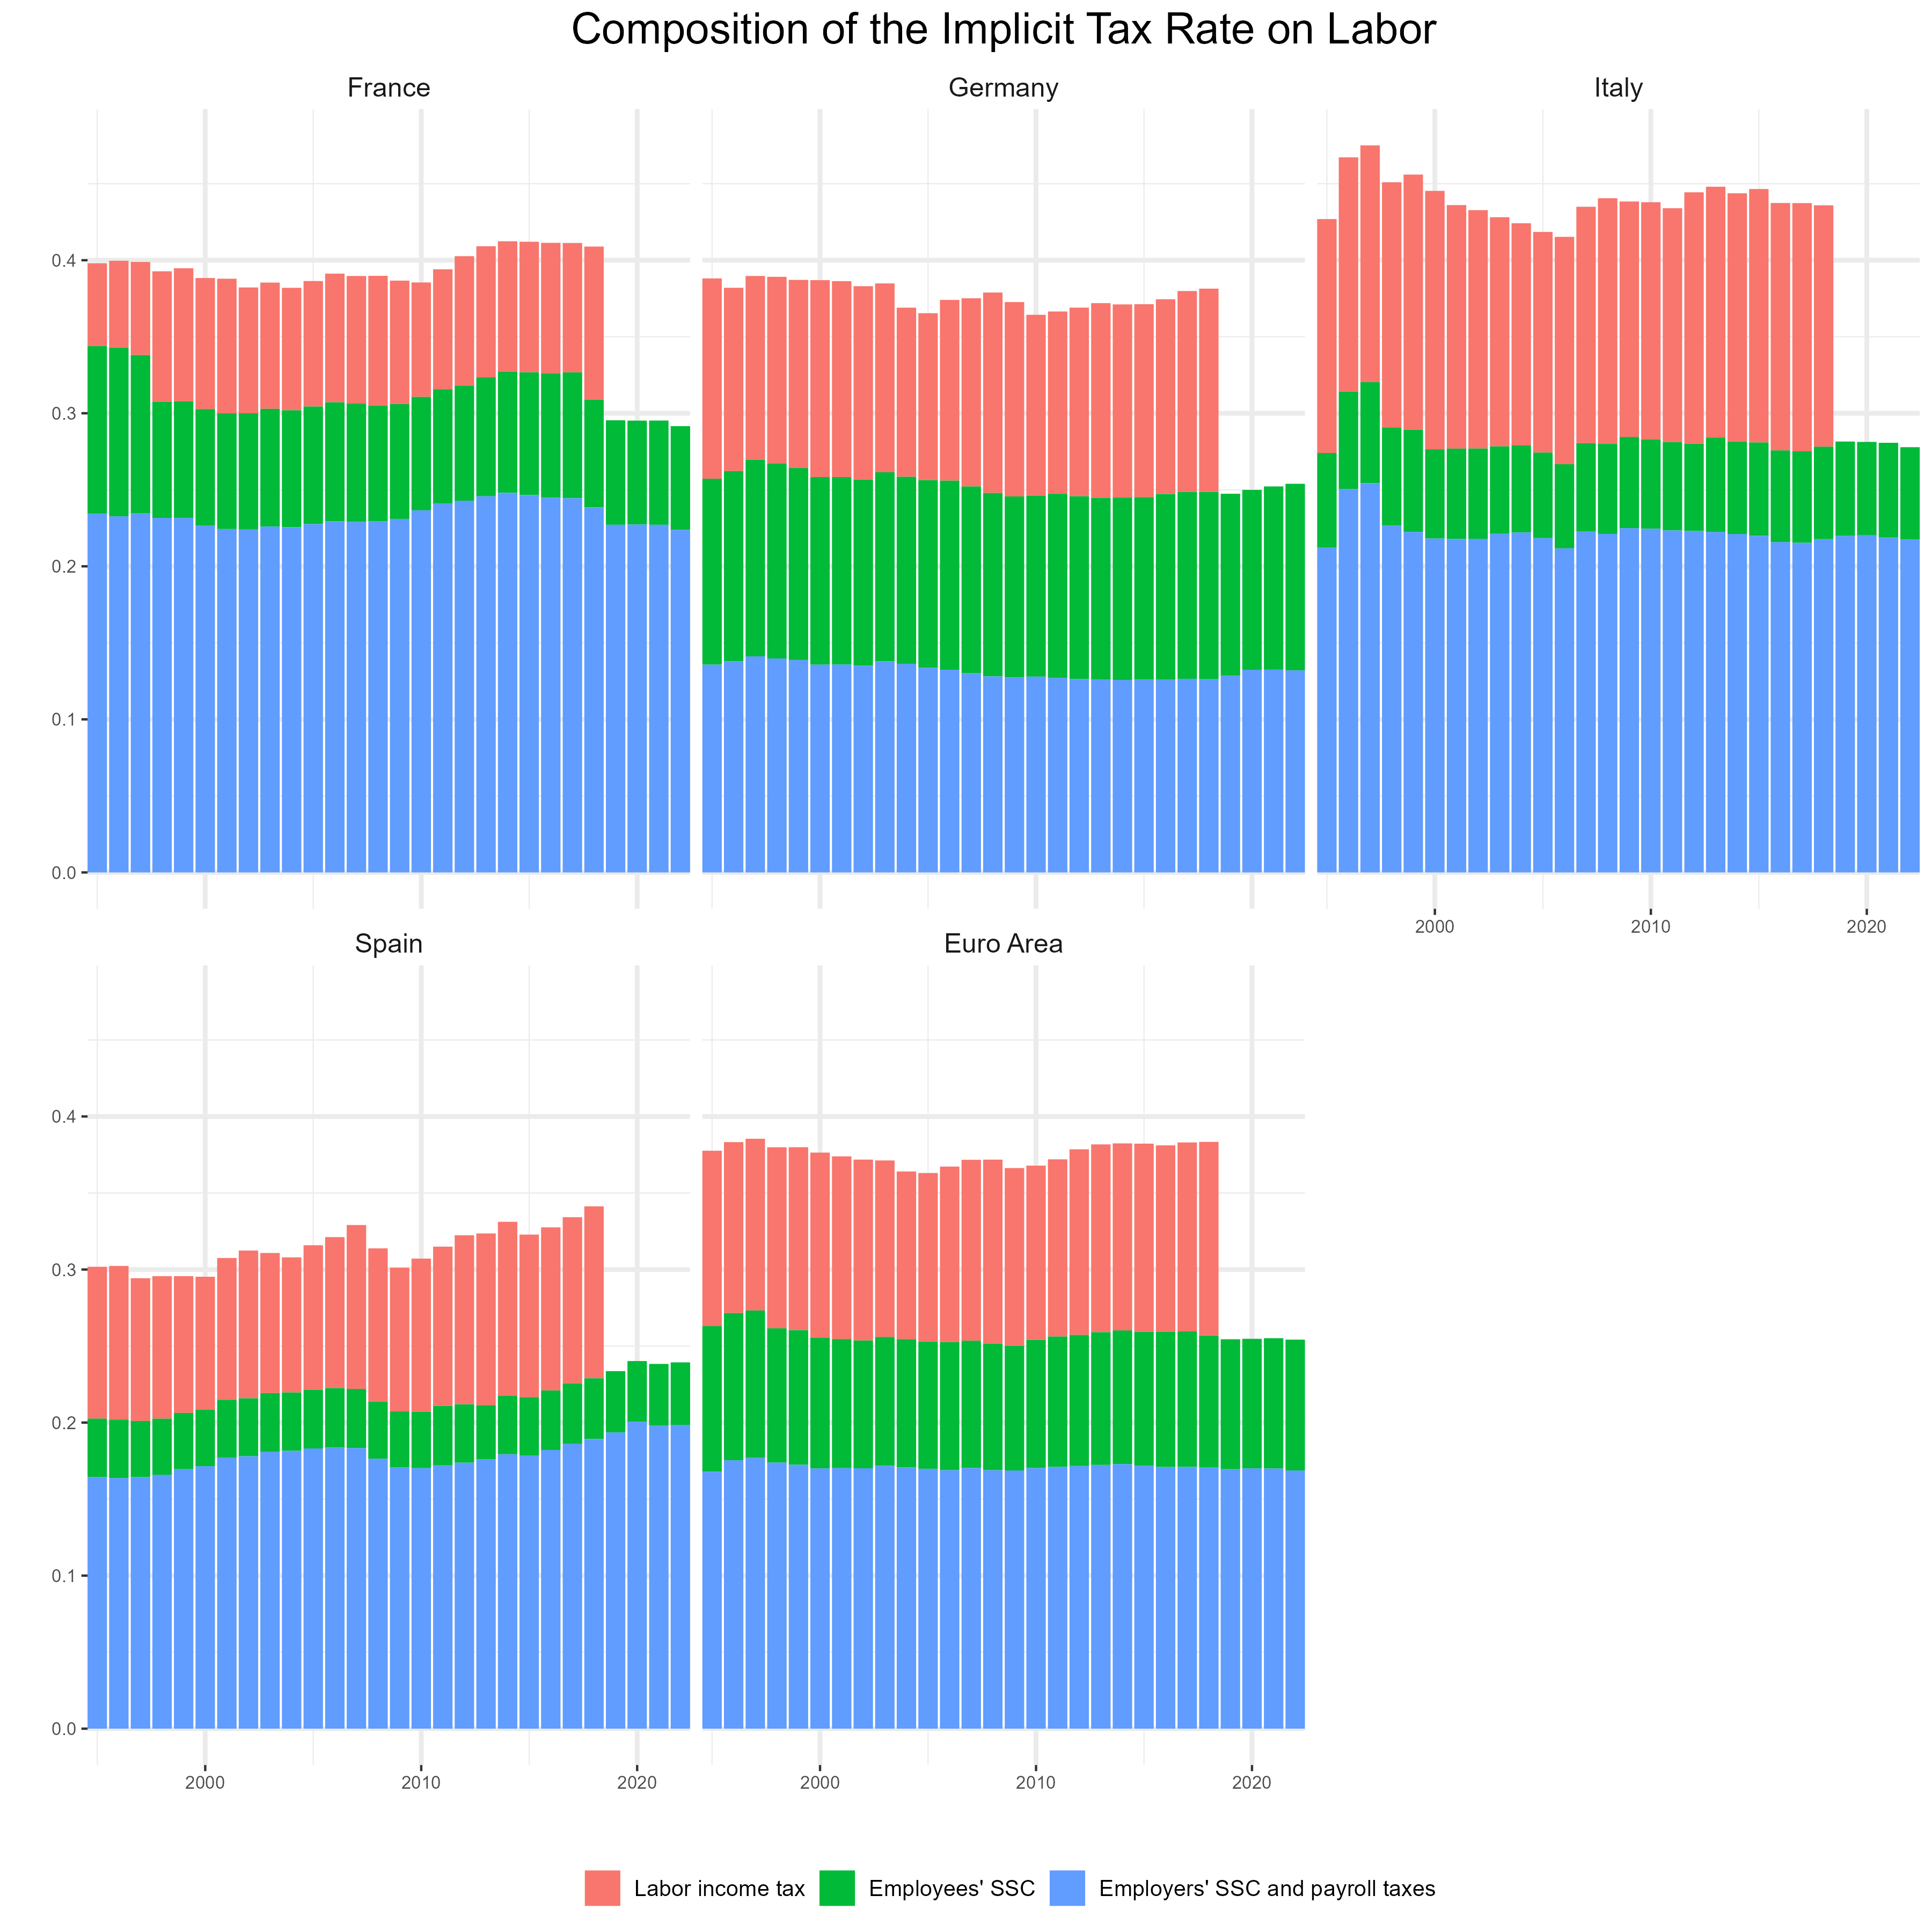 Composition of the Implicit Tax Rate on Labor
France
Germany
Italy
0.4
0.3
0.2
0.1
0.0
2000
2010
2020
Spain
Euro Area
0.4
0.3
0.2
0.1
0.0
2000
2010
2020
2000
2010
2020
Labor income tax
Employees' SSC
Employers' SSC and payroll taxes